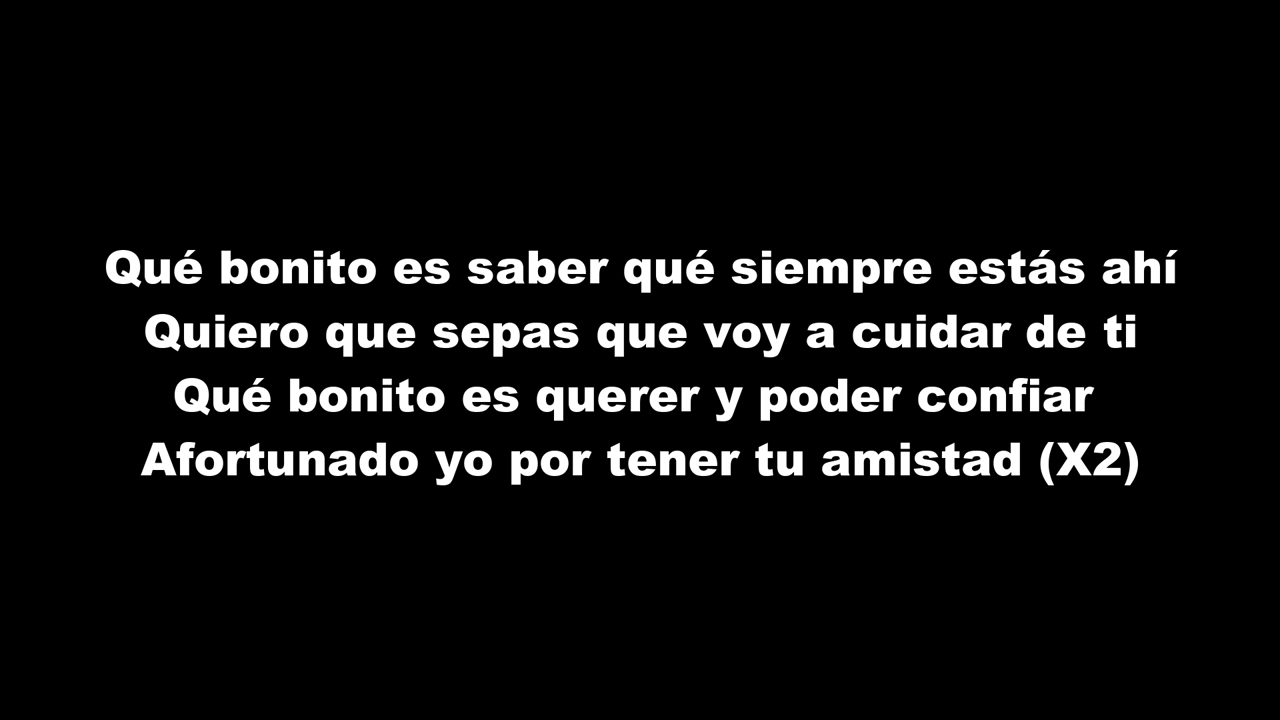 Qué bonito es saber qué siempre estás ahí
Quiero que sepas que voy a cuidar de ti
Qué bonito es querer y poder confiar
Afortunado yo por tener tu amistad (X2)